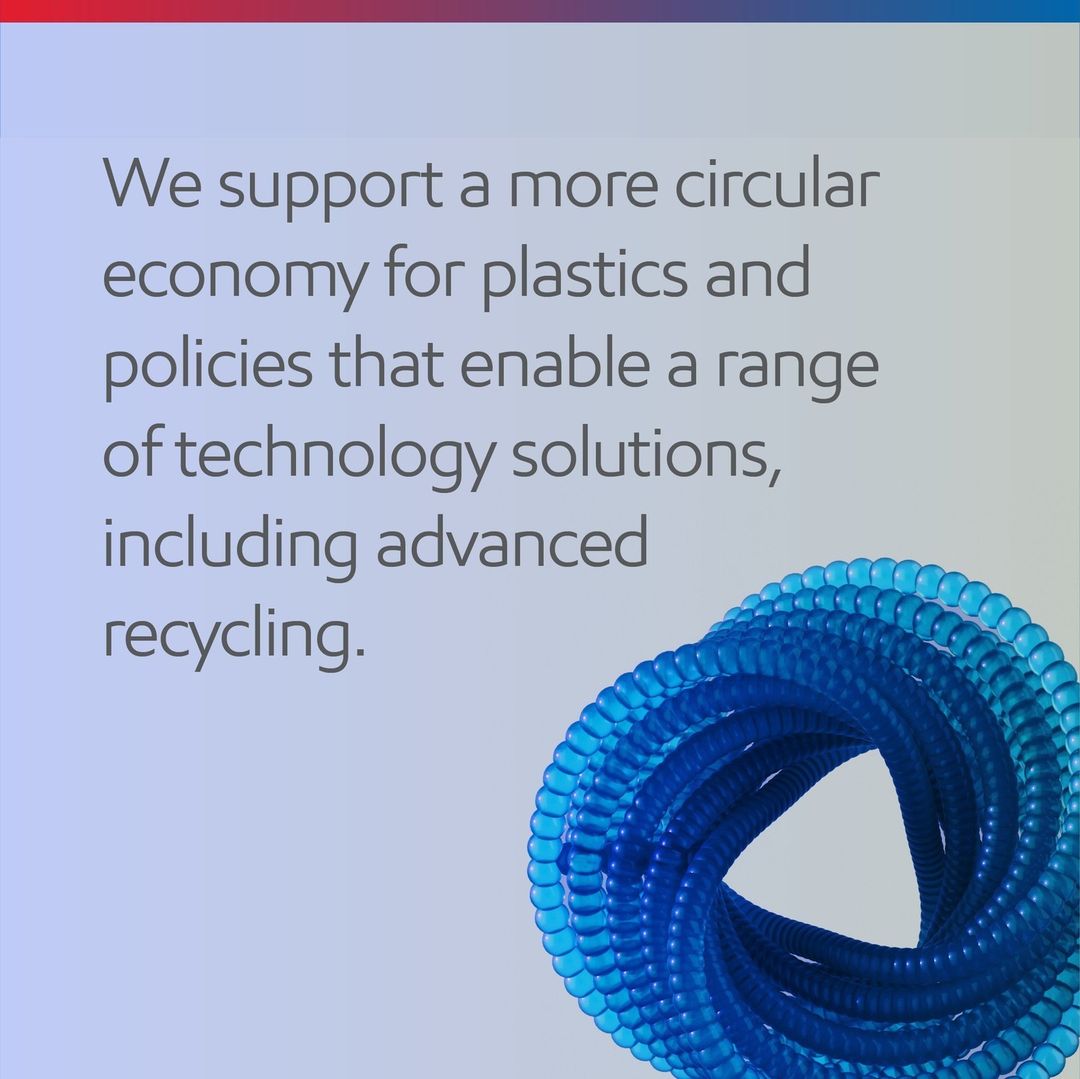 We support a more circular
economy for plastics and
policies that enable a range
of technology solutions,
including advanced
recycling.